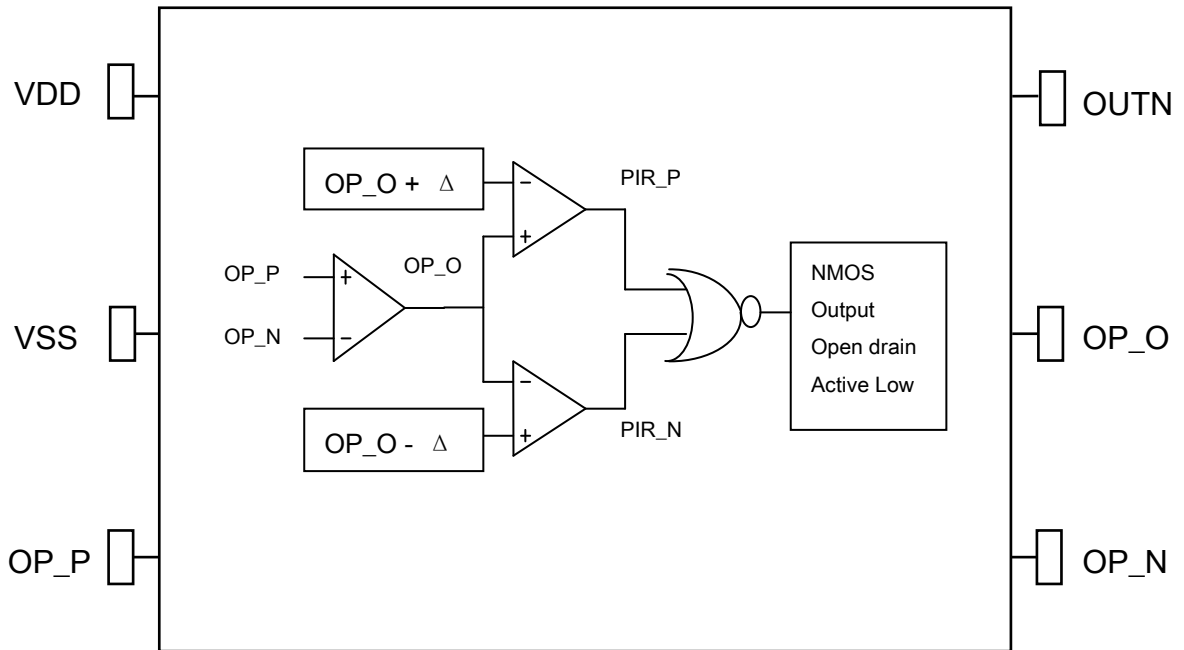 VDD
OUTN
OP_O + Δ
−
PIR_P
+
OP_P
+
OP_O
OP_N
−
NMOS
Output
Open drain
Active Low
VSS
OP_O
−
OP_O - Δ
+
PIR_N
OP_P
OP_N